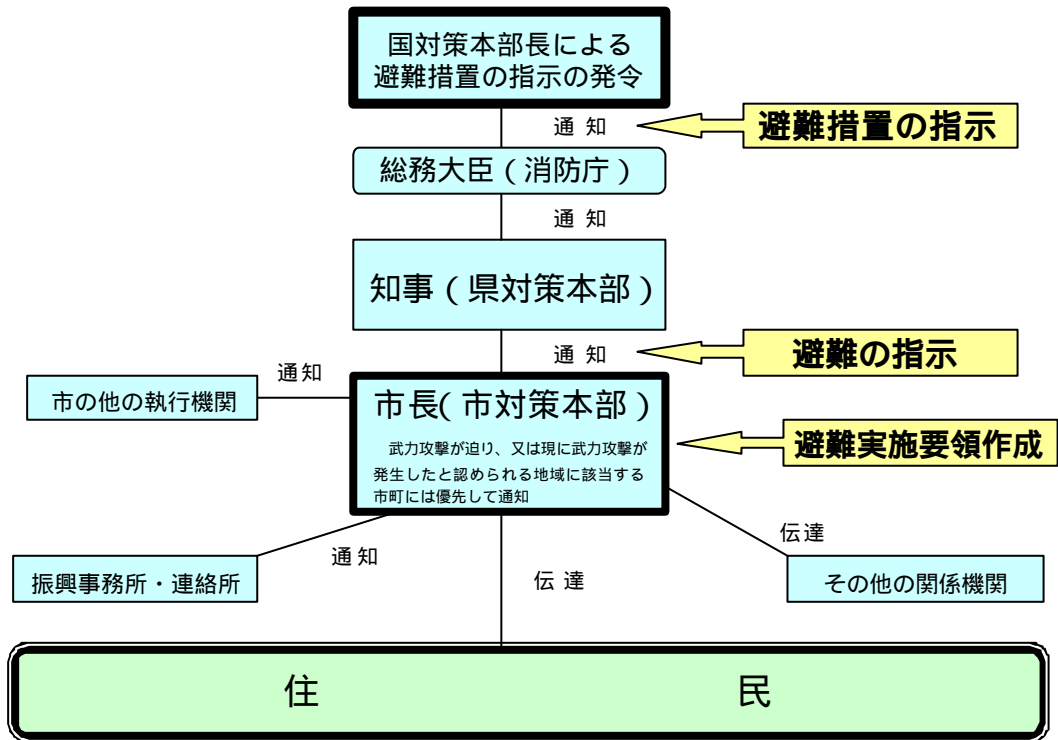 国対策本部長による
避難措置の指示の発令
通 知
避難措置の指示
総務大臣(消防庁)
通 知
知事(県対策本部)
通 知
避難の指示
通知
市の他の執行機関
市長(市対策本部)
武力攻撃が迫り、又は現に武力攻撃が
発生したと認められる地域に該当する
市町には優先して通知
避難実施要領作成
通 知
伝達
振興事務所・連絡所
伝 達
その他の関係機関
住 民